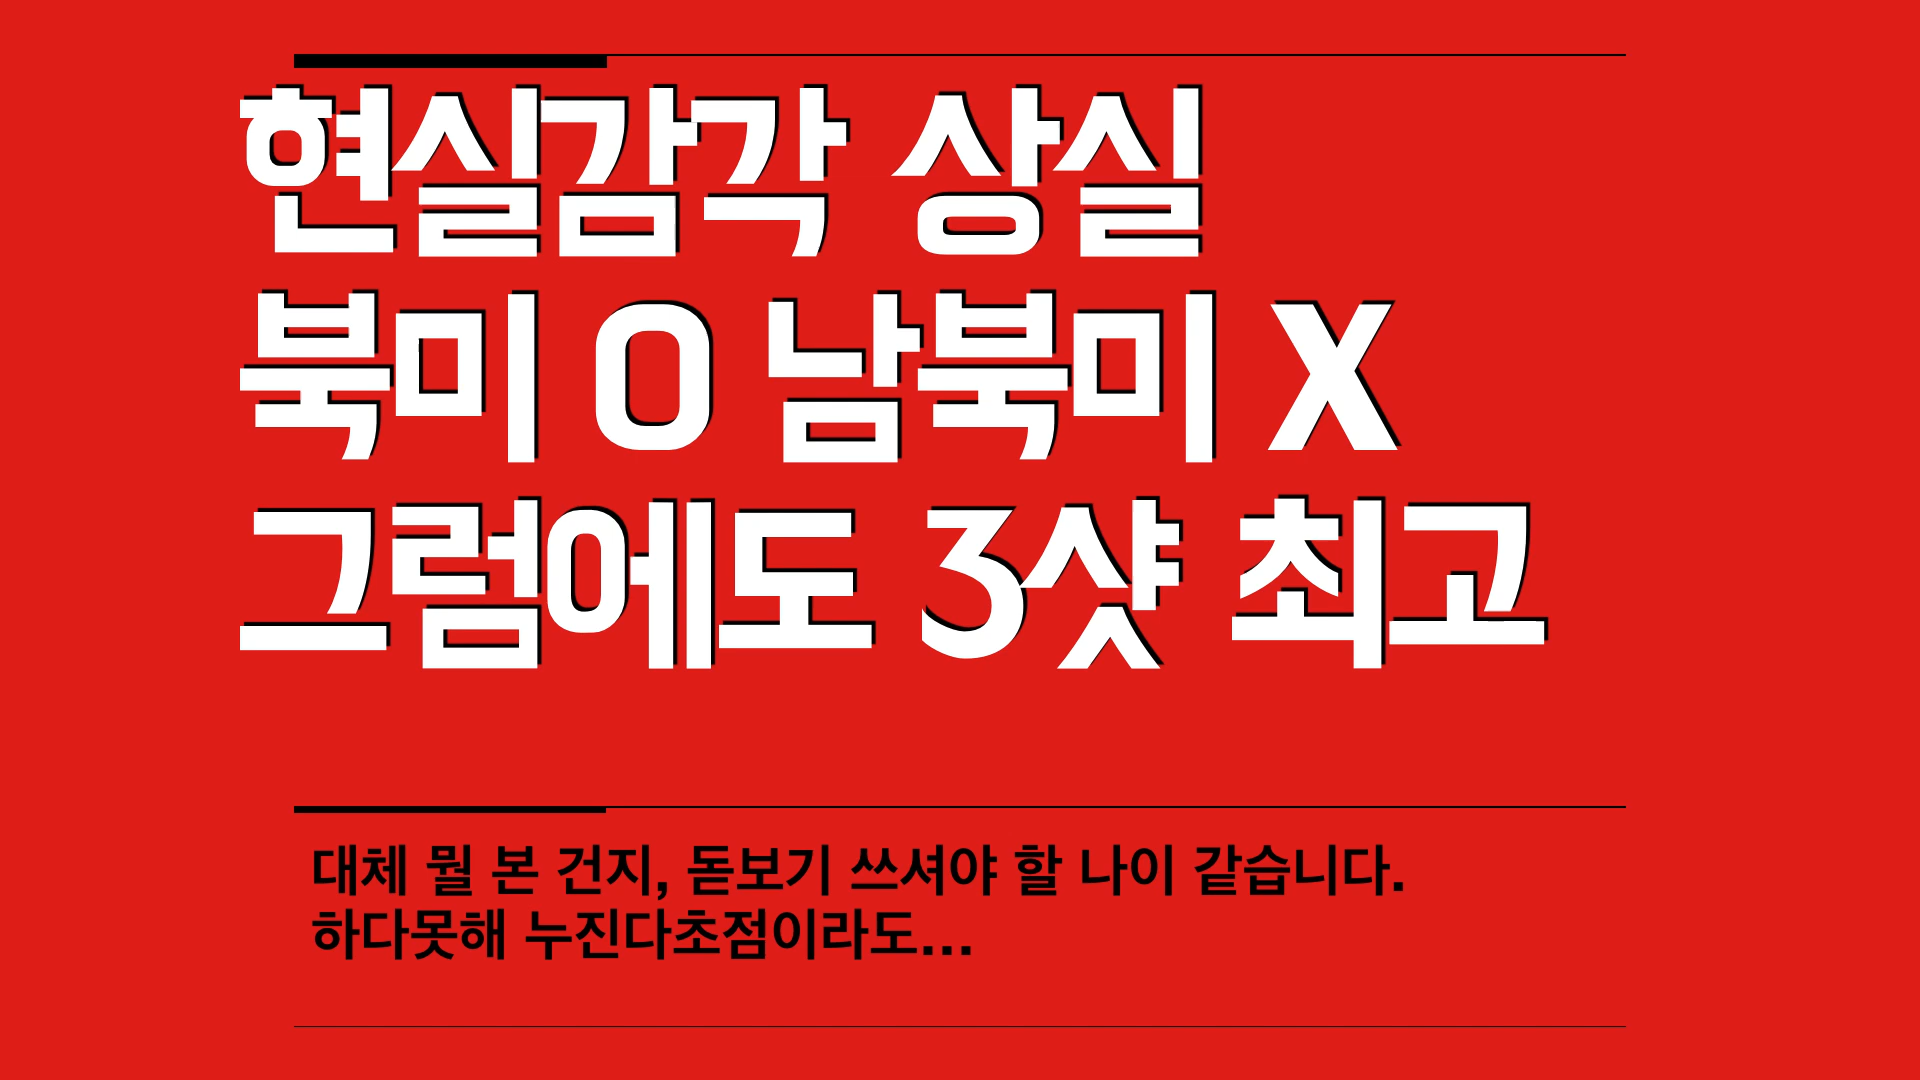 현실감각 상실
북미 O 남북미 X
그럼에도 3샷 최고
대체 뭘 본 건지, 돋보기 쓰셔야 할 나이 같습니다.
하다못해 누진다초점이라도...